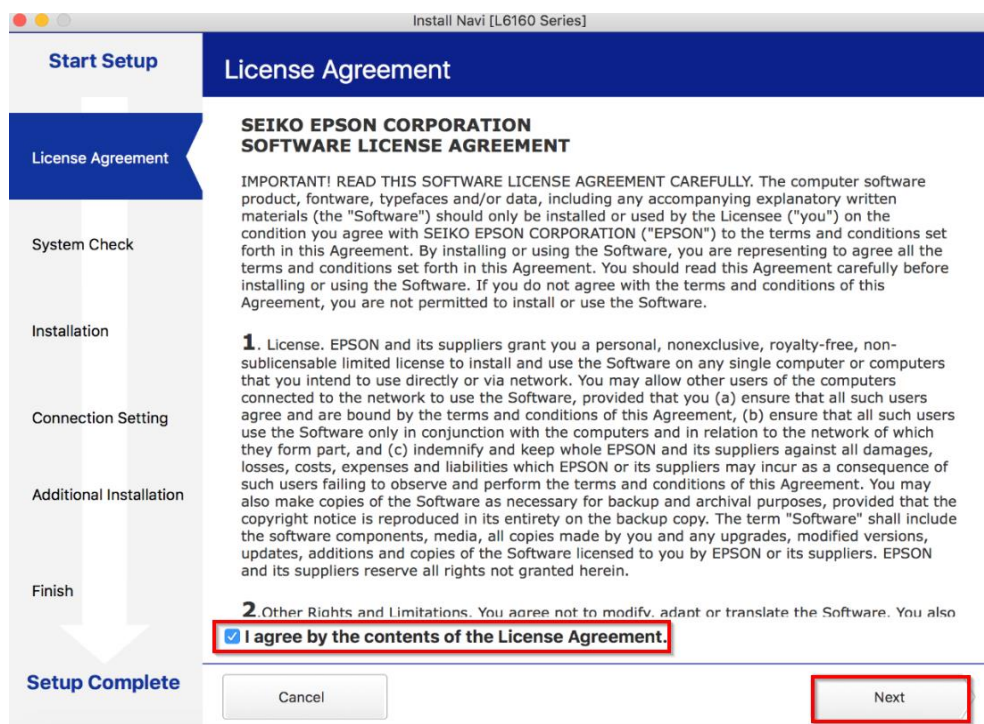 Install Navi [L6160 Series]
Start Setup
License Agreement
System Check
Installation
Connection Setting
Additional Installation
Finish
Setup Complete
License Agreement
SEIKO EPSON CORPORATION
SOFTWARE LICENSE AGREEMENT
IMPORTANT! READ THIS SOFTWARE LICENSE AGREEMENT CAREFULLY. The computer software
product, fontware, typefaces and/or data, including any accompanying explanatory written
materials (the "Software") should only be installed or used by the Licensee ("you") on the
condition you agree with SEIKO EPSON CORPORATION ("EPSON") to the terms and conditions set
forth in this Agreement. By installing or using the Software, you are representing to agree all the
terms and conditions set forth in this Agreement. You should read this Agreement carefully before
installing or using the Software. If you do not agree with the terms and conditions of this
Agreement, you are not permitted to install or use the Software.
1. License. EPSON and its suppliers grant you a personal, nonexclusive, royalty-free, non-
sublicensable limited license to install and use the Software on any single computer or computers
that you intend to use directly or via network. You may allow other users of the computers
connected to the network to use the Software, provided that you (a) ensure that all such users
agree and are bound by the terms and conditions of this Agreement, (b) ensure that all such users
use the Software only in conjunction with the computers and in relation to the network of which
they form part, and (c) indemnify and keep whole EPSON and its suppliers against all damages,
losses, costs, expenses and liabilities which EPSON or its suppliers may incur as a consequence of
such users failing to observe and perform the terms and conditions of this Agreement. You may
also make copies of the Software as necessary for backup and archival purposes, provided that the
copyright notice is reproduced in its entirety on the backup copy. The term "Software" shall include
the software components, media, all copies made by you and any upgrades, modified versions,
updates, additions and copies of the Software licensed to you by EPSON or its suppliers. EPSON
and its suppliers reserve all rights not granted herein.
2.Other Rights and Limitations. You agree not to modify, adapt or translate the Software. You also
I agree by the contents of the License Agreement.
Cancel
Next